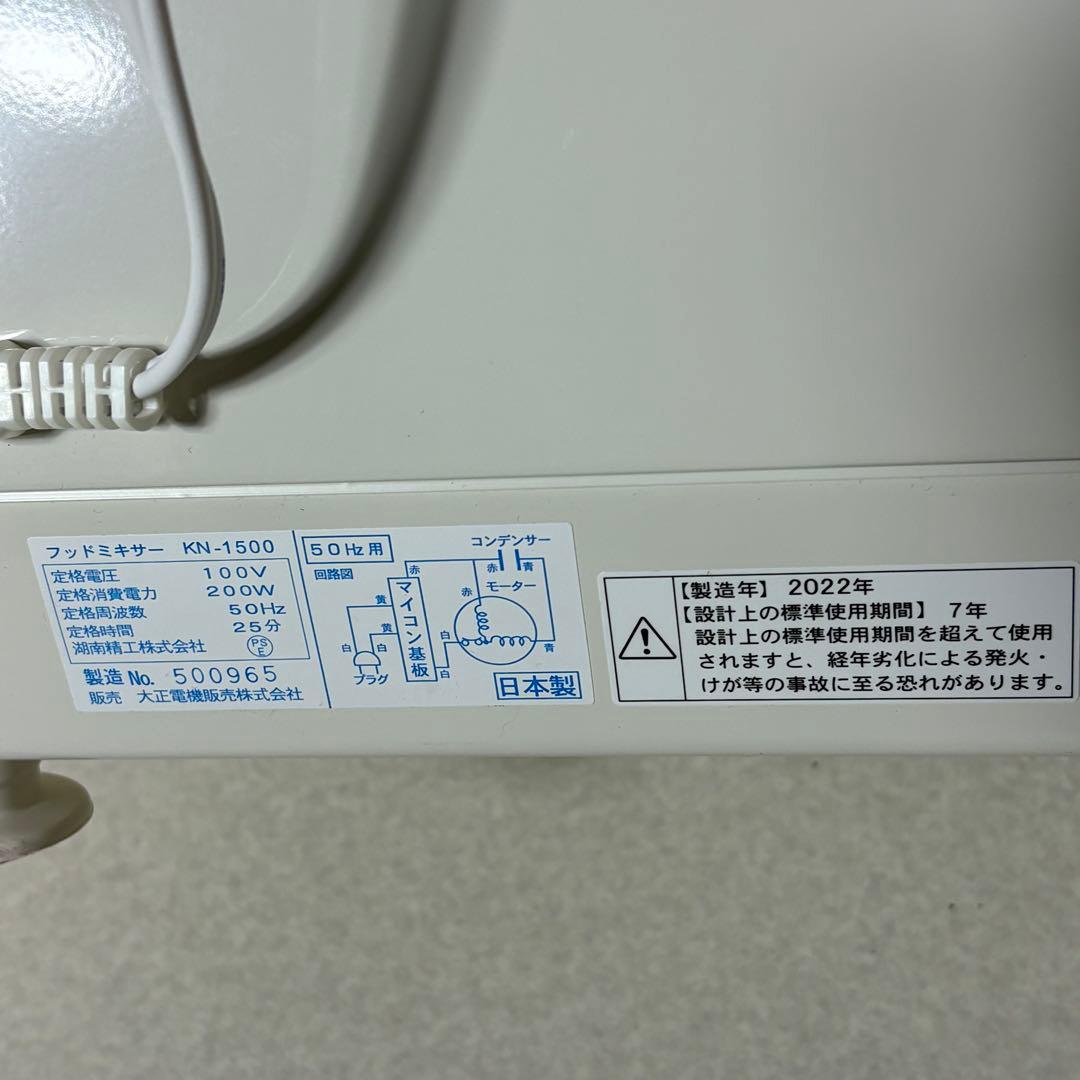 フッドミキサー KN-1500
定格電圧 100V
定格消費電力 200W
定格周波数 50Hz
定格時間 25分
湖南精工株式会社 PS E
製造No. 500965
販売 大正電機販売株式会社
50Hz用
回路図
コンデンサー
赤 赤 青
モーター
赤
黄
黄
マイコン基板
白 白 白
白 青
白
プラグ
日本製
【製造年】 2022年
【設計上の標準使用期間】 7年
設計上の標準使用期間を超えて使用
されますと、経年劣化による発火・
けが等の事故に至る恐れがあります。